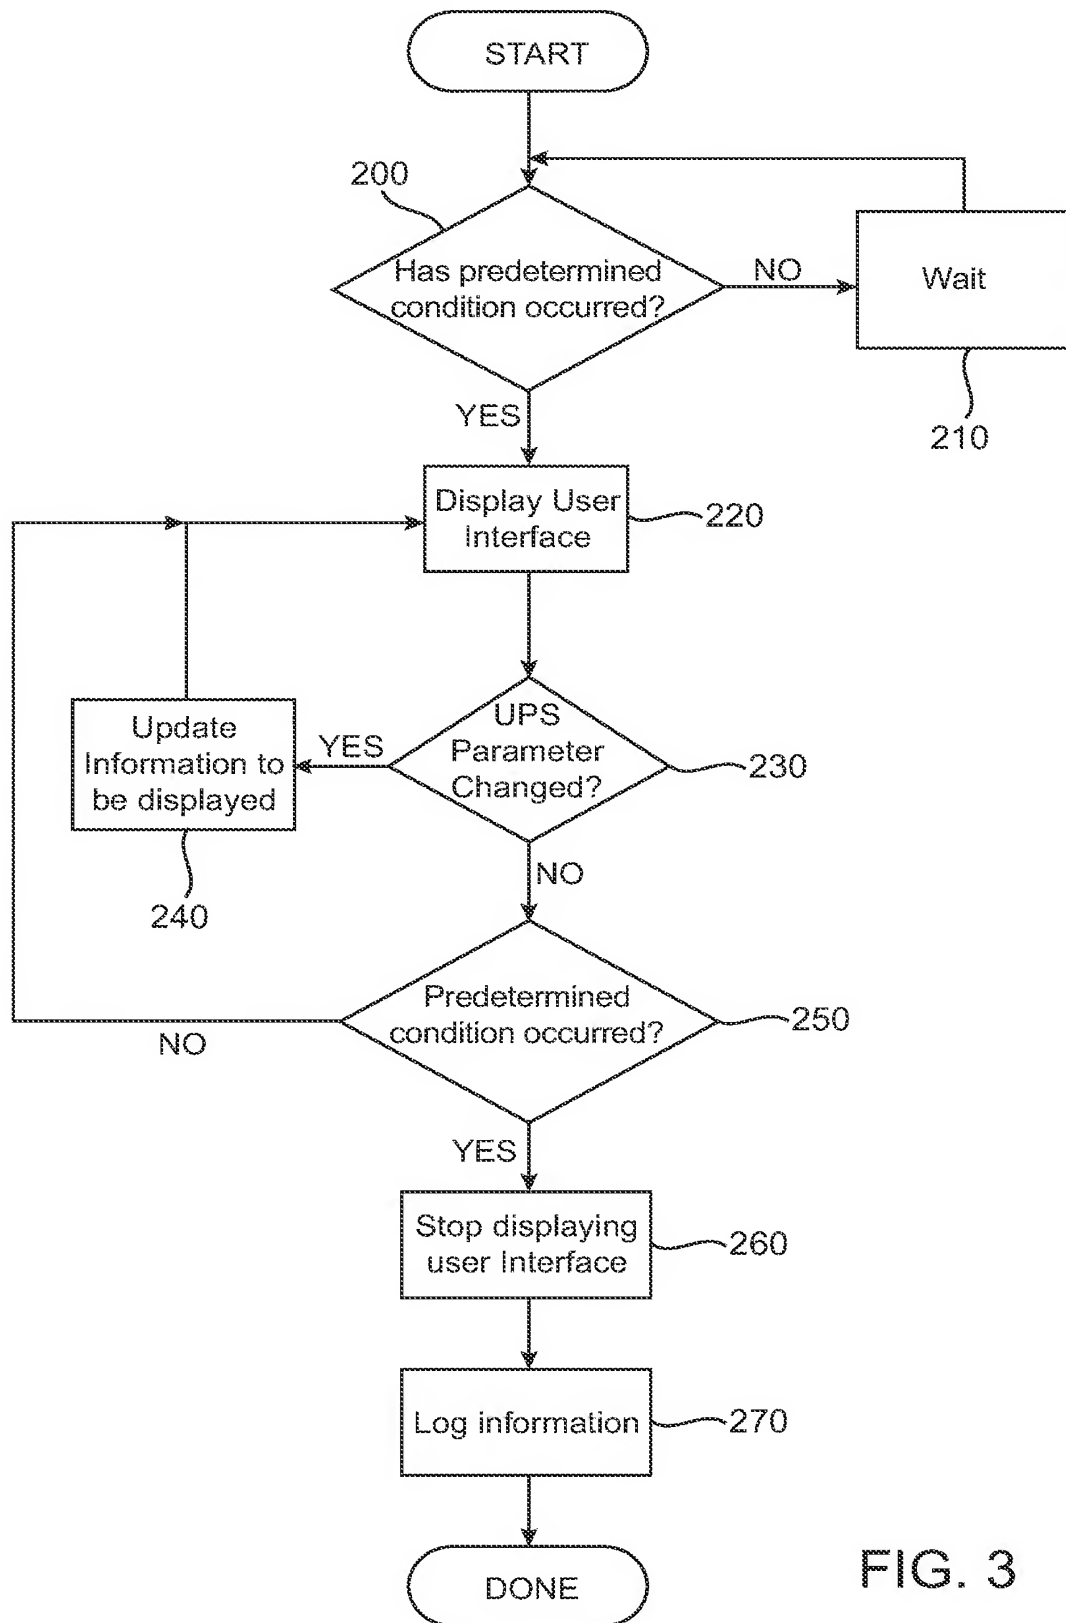 START
200
Has predetermined
condition occurred?
NO
Wait
210
YES
Display User
Interface
220
UPS
Parameter
Changed?
230
YES
Update
Information to
be displayed
240
NO
Predetermined
condition occurred?
250
NO
YES
Stop displaying
user Interface
260
Log information
270
DONE
FIG. 3